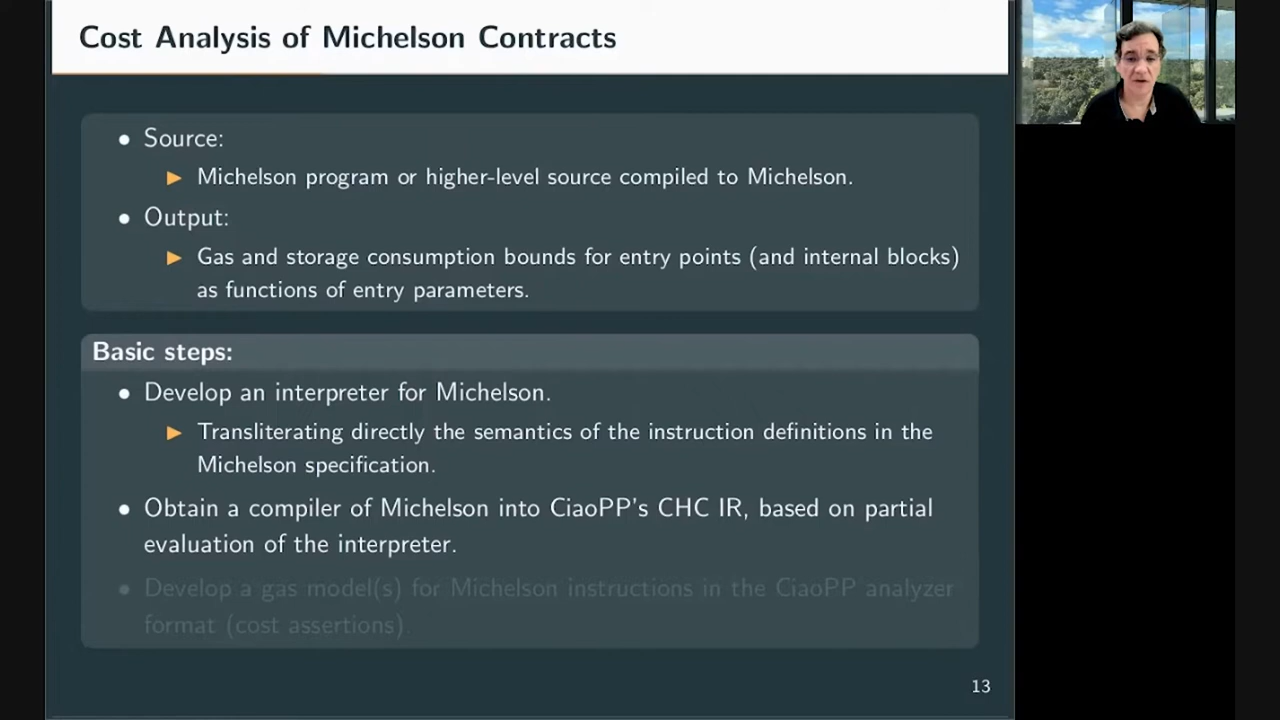 Cost Analysis of Michelson Contracts
• Source:
▶ Michelson program or higher-level source compiled to Michelson.
• Output:
▶ Gas and storage consumption bounds for entry points (and internal blocks)
as functions of entry parameters.
Basic steps:
• Develop an interpreter for Michelson.
▶ Transliterating directly the semantics of the instruction definitions in the
Michelson specification.
• Obtain a compiler of Michelson into CiaoPP's CHC IR, based on partial
evaluation of the interpreter.
• Develop a gas model(s) for Michelson instructions in the CiaoPP analyzer
format (cost assertions).
13